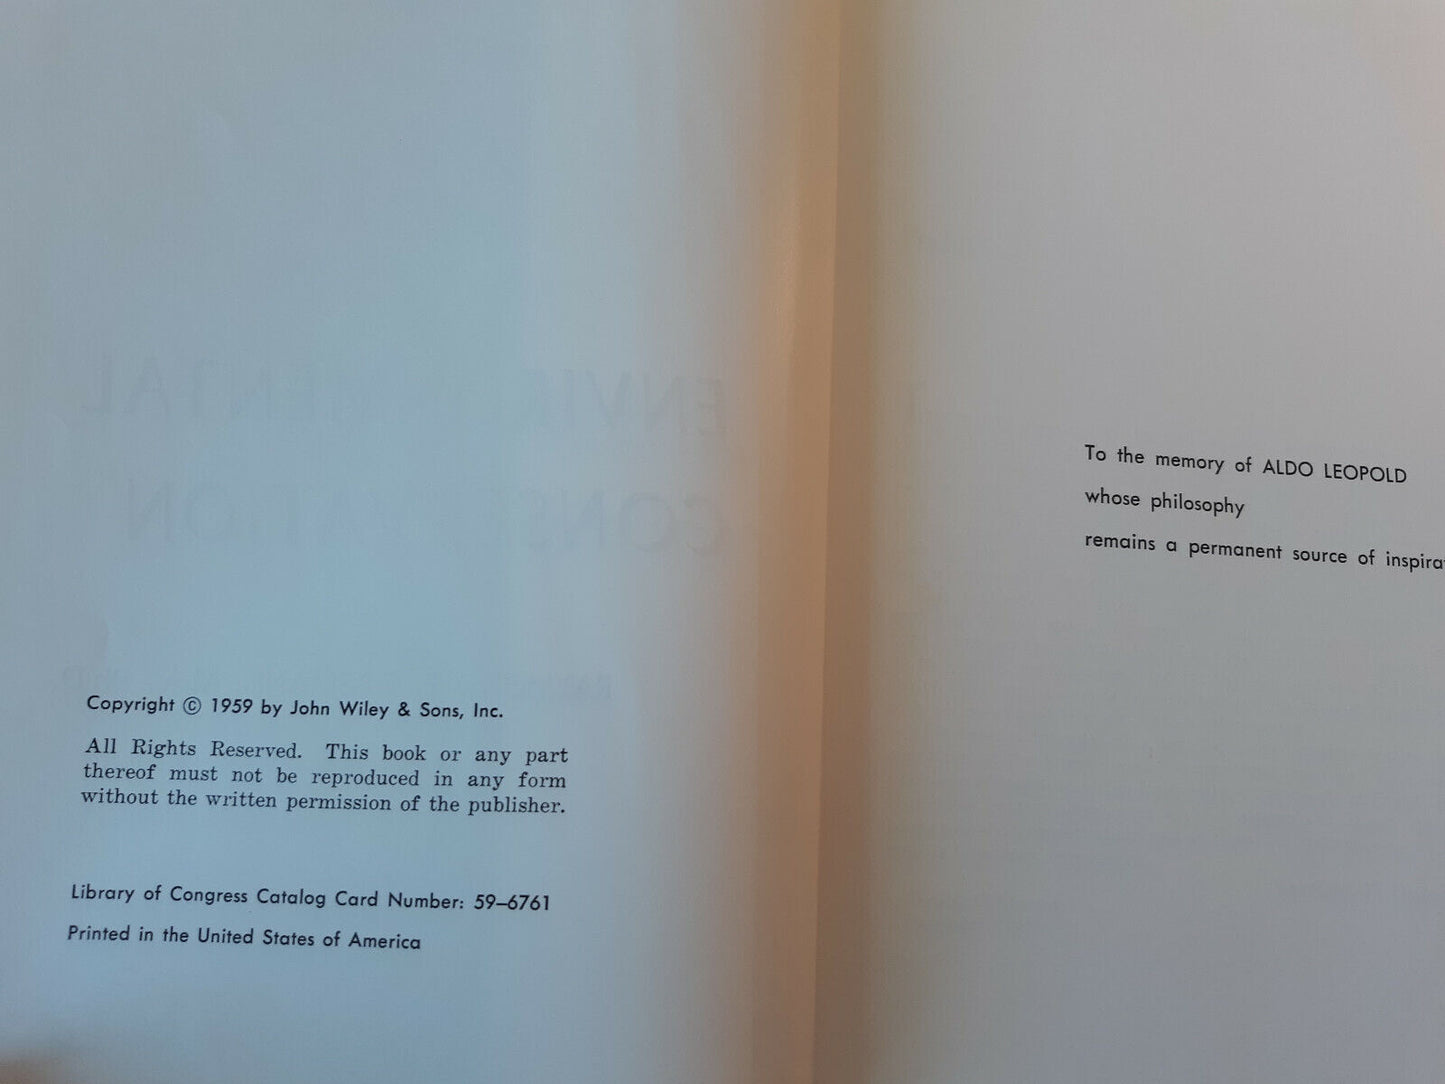 Copyright © 1959 by John Wiley & Sons, Inc.
All Rights Reserved. This book or any part
thereof must not be reproduced in any form
without the written permission of the publisher.
Library of Congress Catalog Card Number: 59–6761
Printed in the United States of America
To the memory of ALDO LEOPOLD
whose philosophy
remains a permanent source of